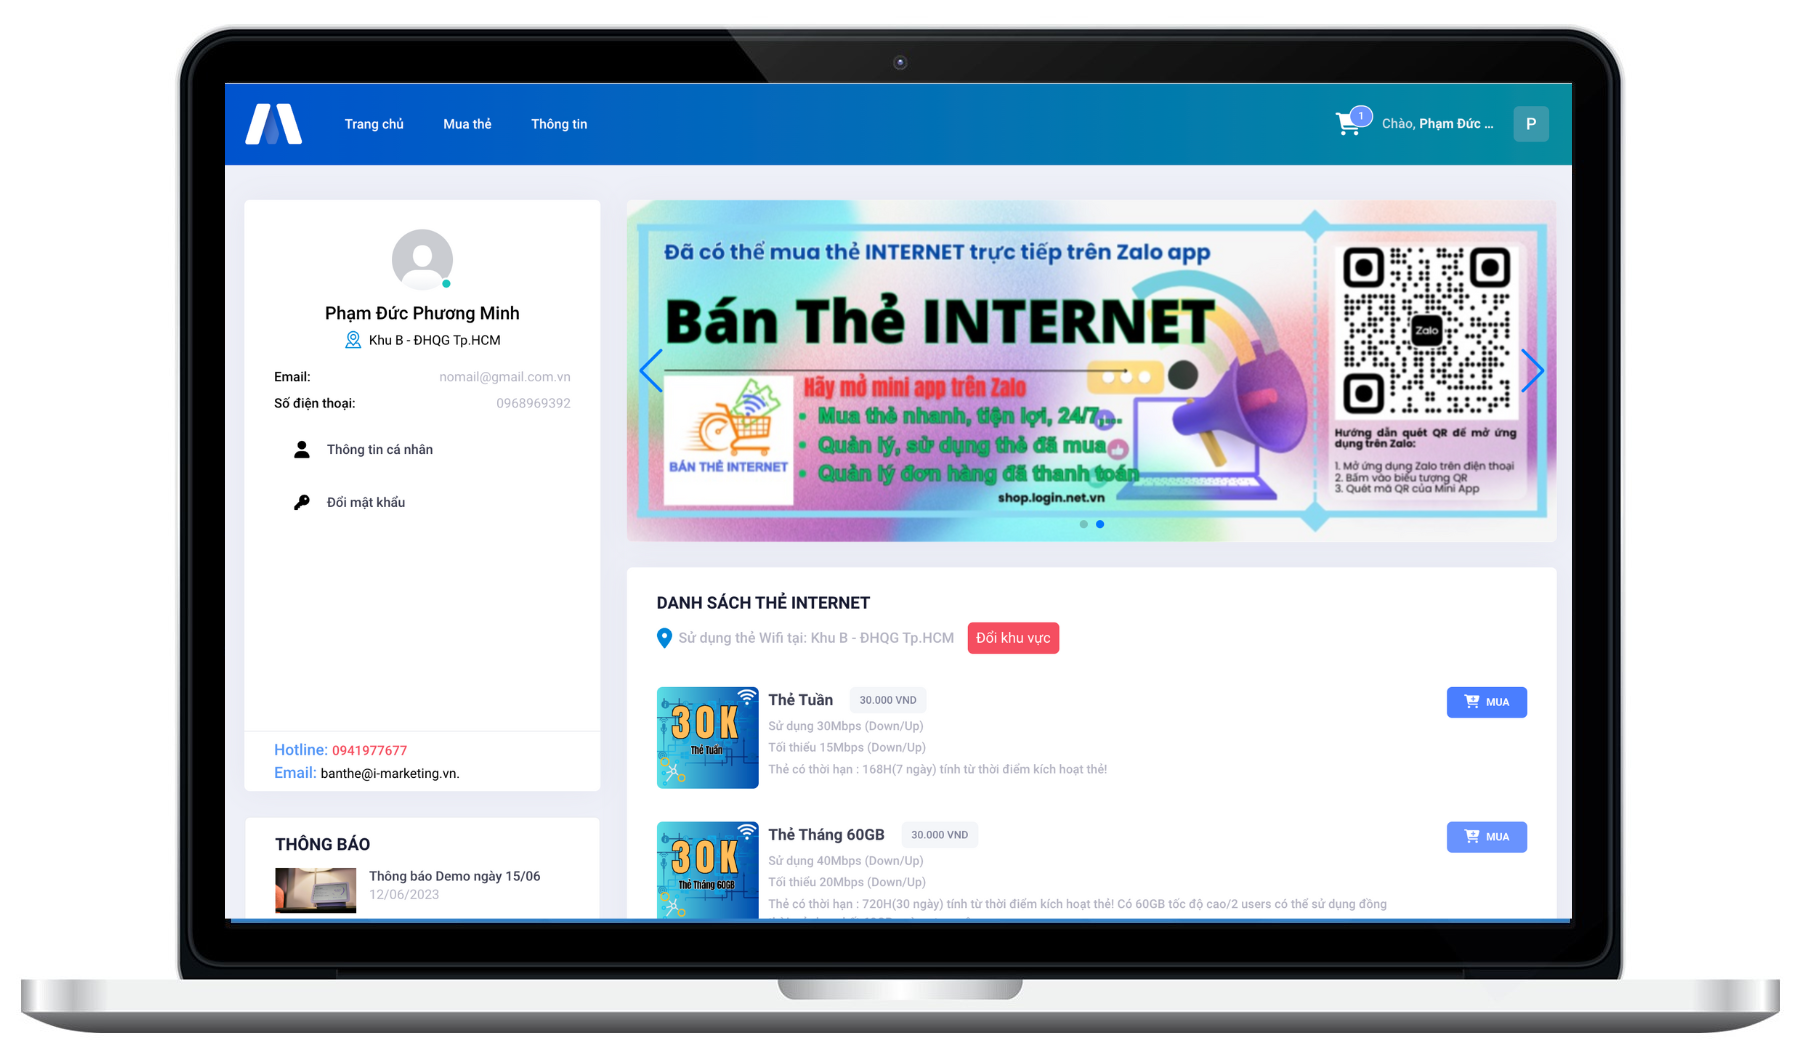 Trang chủ
Mua thẻ
Thông tin
1
Chào, Phạm Đức ...
P
Phạm Đức Phương Minh
Khu B - ĐHQG Tp.HCM
Email: nomail@gmail.com.vn
Số điện thoại: 0968969392
Thông tin cá nhân
Đổi mật khẩu
Hotline: 0941977677
Email: banthe@i-marketing.vn.
THÔNG BÁO
Thông báo Demo ngày 15/06
12/06/2023
Đã có thể mua thẻ INTERNET trực tiếp trên Zalo app
Bán Thẻ INTERNET
Hãy mở mini app trên Zalo
• Mua thẻ nhanh, tiện lợi, 24/7,...
• Quản lý, sử dụng thẻ đã mua
• Quản lý đơn hàng đã thanh toán
BÁN THẺ INTERNET
shop.login.net.vn
Zalo
Hướng dẫn quét QR để mở ứng
dụng trên Zalo:
1. Mở ứng dụng Zalo trên điện thoại
2. Bấm vào biểu tượng QR
3. Quét mã QR của Mini App
DANH SÁCH THẺ INTERNET
Sử dụng thẻ Wifi tại: Khu B - ĐHQG Tp.HCM
Đổi khu vực
30K
Thẻ Tuần
Thẻ Tuần
30.000 VND
Sử dụng 30Mbps (Down/Up)
Tối thiểu 15Mbps (Down/Up)
Thẻ có thời hạn : 168H(7 ngày) tính từ thời điểm kích hoạt thẻ!
MUA
30K
Thẻ Tháng 60GB
Thẻ Tháng 60GB
30.000 VND
Sử dụng 40Mbps (Down/Up)
Tối thiểu 20Mbps (Down/Up)
Thẻ có thời hạn : 720H(30 ngày) tính từ thời điểm kích hoạt thẻ! Có 60GB tốc độ cao/2 users có thể sử dụng đồng
MUA